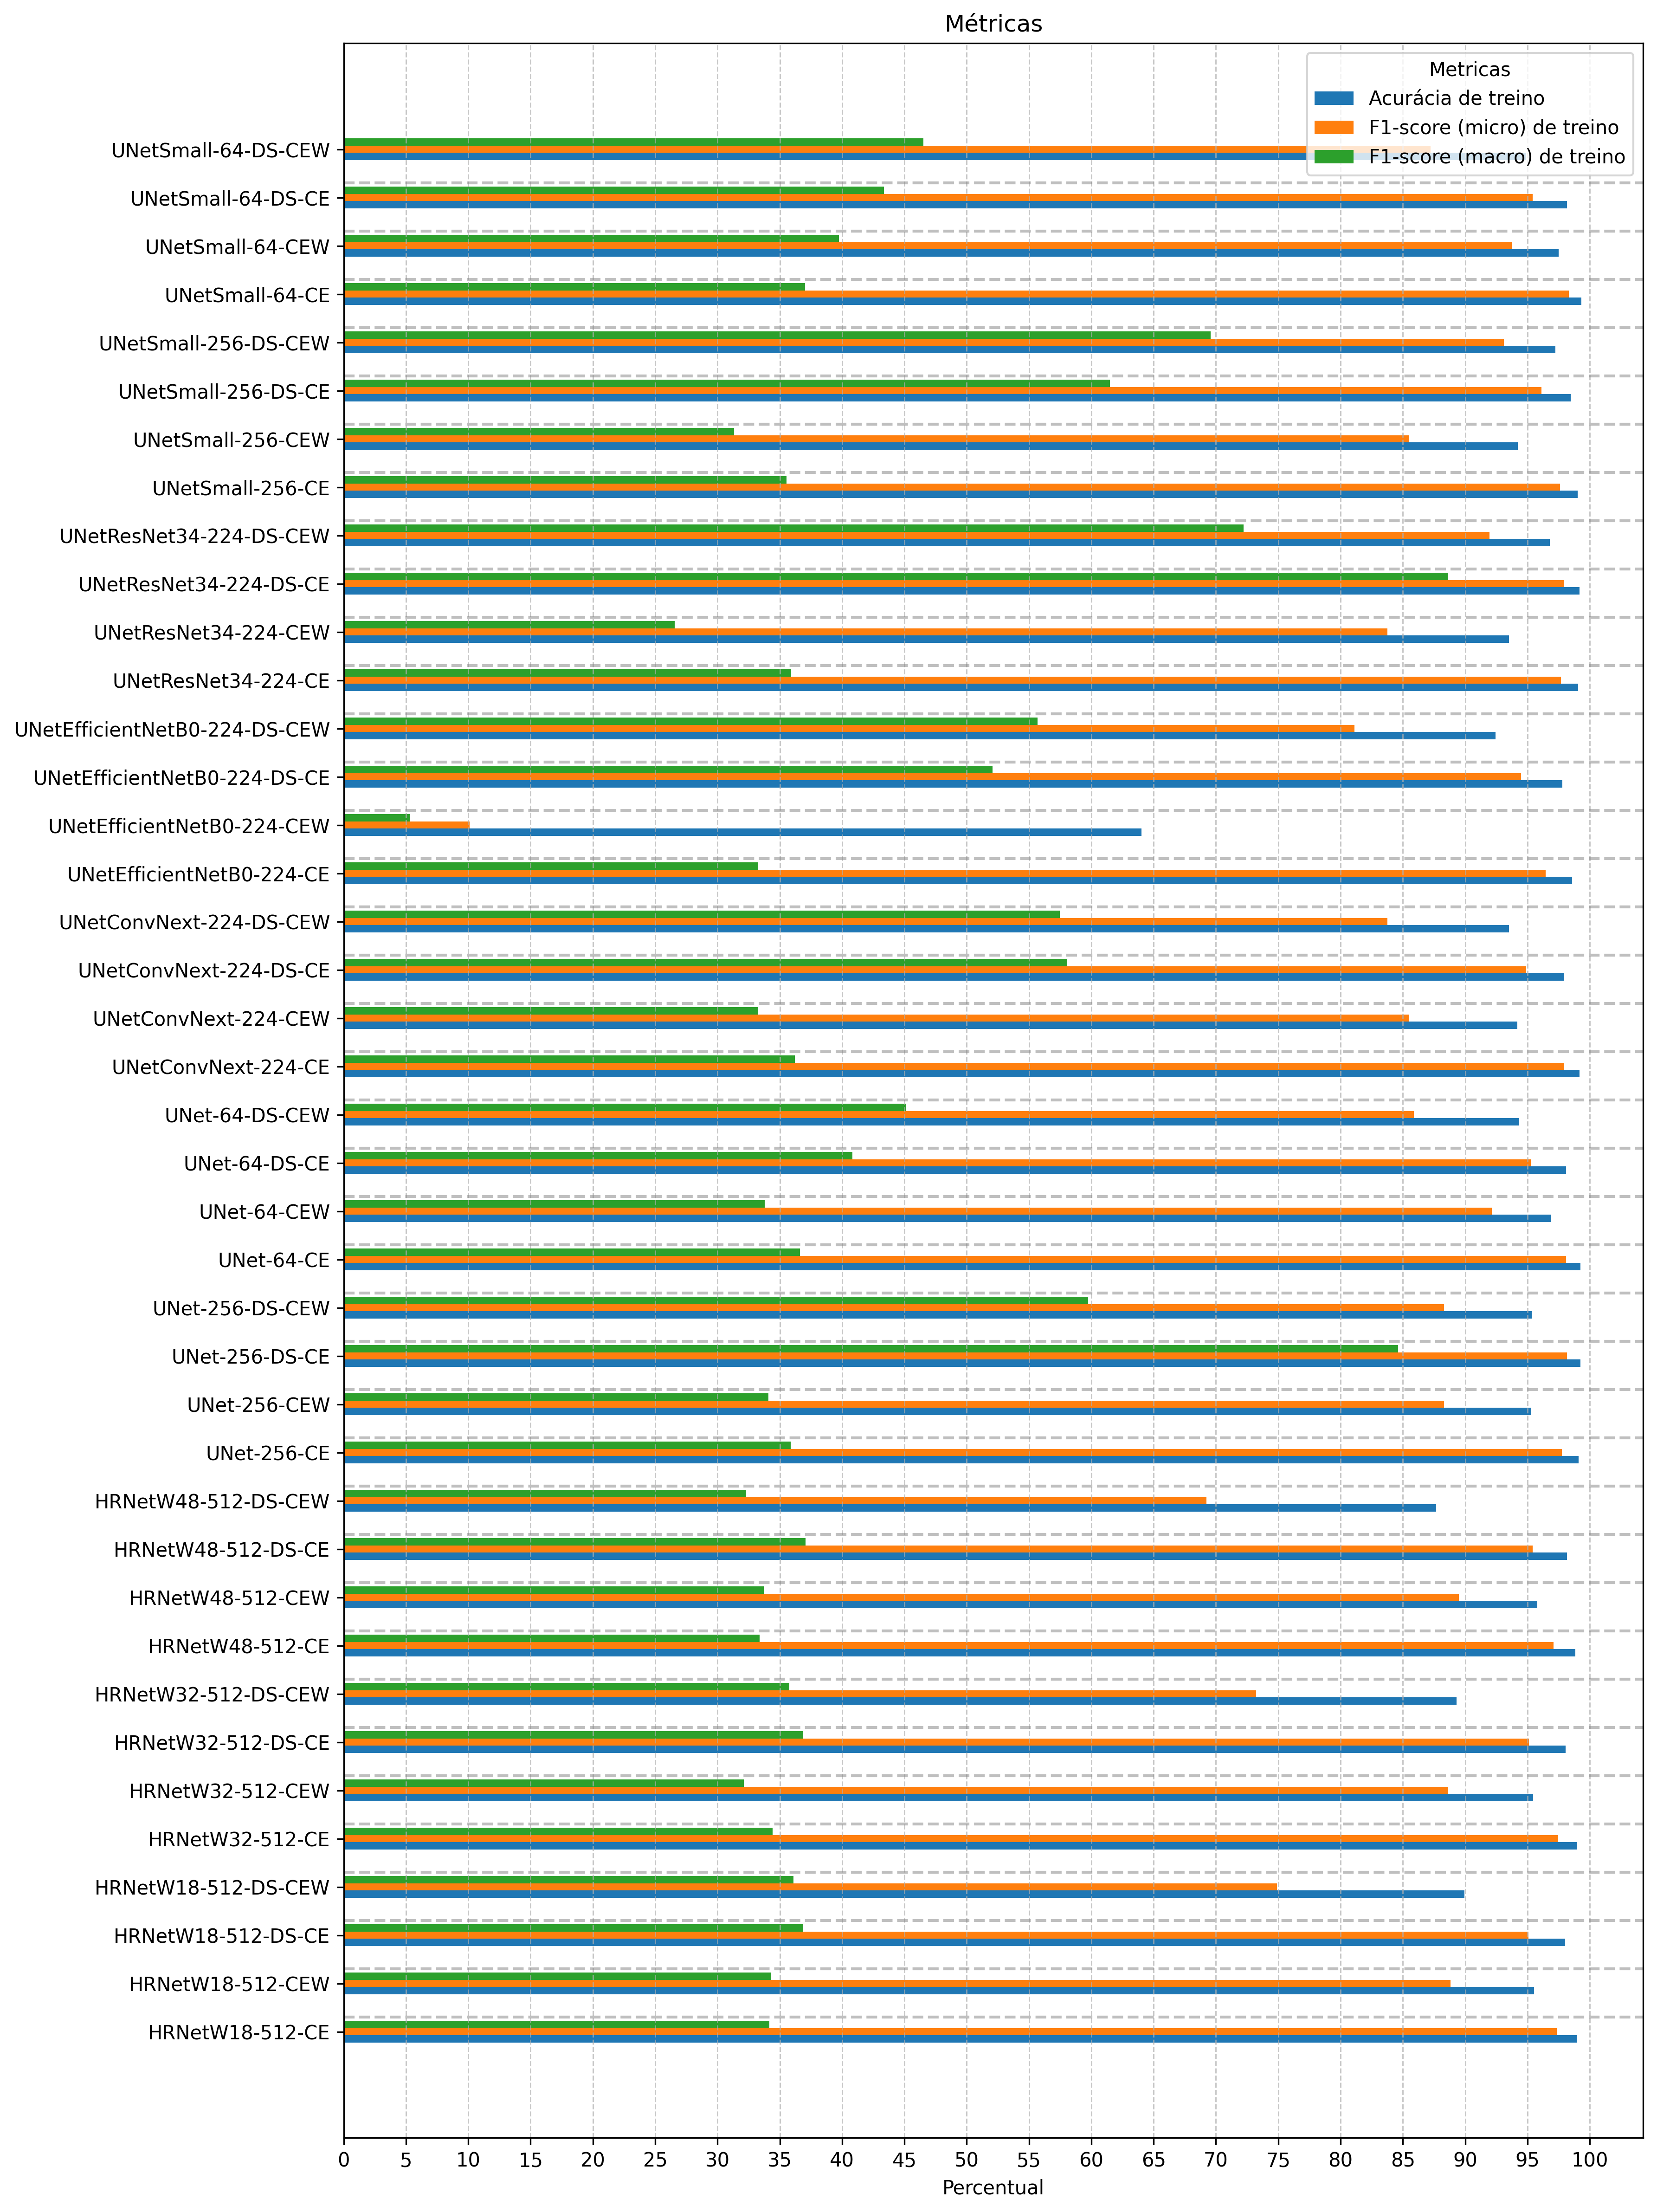 Métricas
Metricas
Acurácia de treino
F1-score (micro) de treino
F1-score (macro) de treino
UNetSmall-64-DS-CEW
UNetSmall-64-DS-CE
UNetSmall-64-CEW
UNetSmall-64-CE
UNetSmall-256-DS-CEW
UNetSmall-256-DS-CE
UNetSmall-256-CEW
UNetSmall-256-CE
UNetResNet34-224-DS-CEW
UNetResNet34-224-DS-CE
UNetResNet34-224-CEW
UNetResNet34-224-CE
UNetEfficientNetB0-224-DS-CEW
UNetEfficientNetB0-224-DS-CE
UNetEfficientNetB0-224-CEW
UNetEfficientNetB0-224-CE
UNetConvNext-224-DS-CEW
UNetConvNext-224-DS-CE
UNetConvNext-224-CEW
UNetConvNext-224-CE
UNet-64-DS-CEW
UNet-64-DS-CE
UNet-64-CEW
UNet-64-CE
UNet-256-DS-CEW
UNet-256-DS-CE
UNet-256-CEW
UNet-256-CE
HRNetW48-512-DS-CEW
HRNetW48-512-DS-CE
HRNetW48-512-CEW
HRNetW48-512-CE
HRNetW32-512-DS-CEW
HRNetW32-512-DS-CE
HRNetW32-512-CEW
HRNetW32-512-CE
HRNetW18-512-DS-CEW
HRNetW18-512-DS-CE
HRNetW18-512-CEW
HRNetW18-512-CE
0 5 10 15 20 25 30 35 40 45 50 55 60 65 70 75 80 85 90 95 100
Percentual